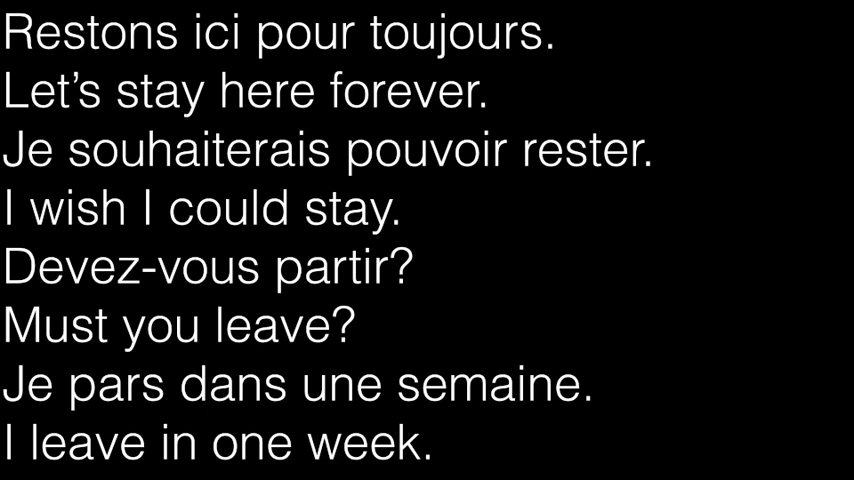 Restons ici pour toujours.
Let’s stay here forever.
Je souhaiterais pouvoir rester.
I wish I could stay.
Devez-vous partir?
Must you leave?
Je pars dans une semaine.
I leave in one week.